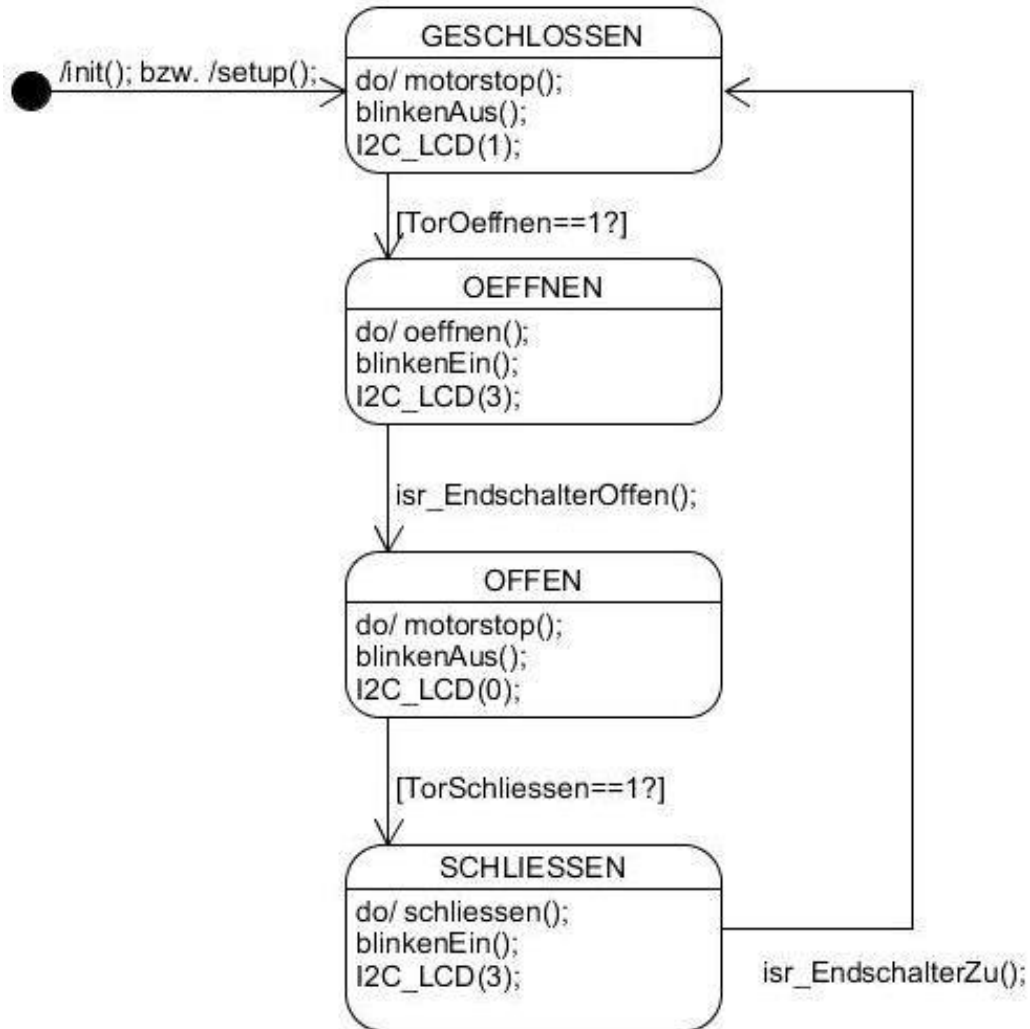 GESCHLOSSEN
/init(); bzw. /setup();
do/ motorstop();
blinkenAus();
I2C_LCD(1);
[TorOeffnen==1?]
OEFFNEN
do/ oeffnen();
blinkenEin();
I2C_LCD(3);
isr_EndschalterOffen();
OFFEN
do/ motorstop();
blinkenAus();
I2C_LCD(0);
[TorSchliessen==1?]
SCHLIESSEN
do/ schliessen();
blinkenEin();
I2C_LCD(3);
isr_EndschalterZu();